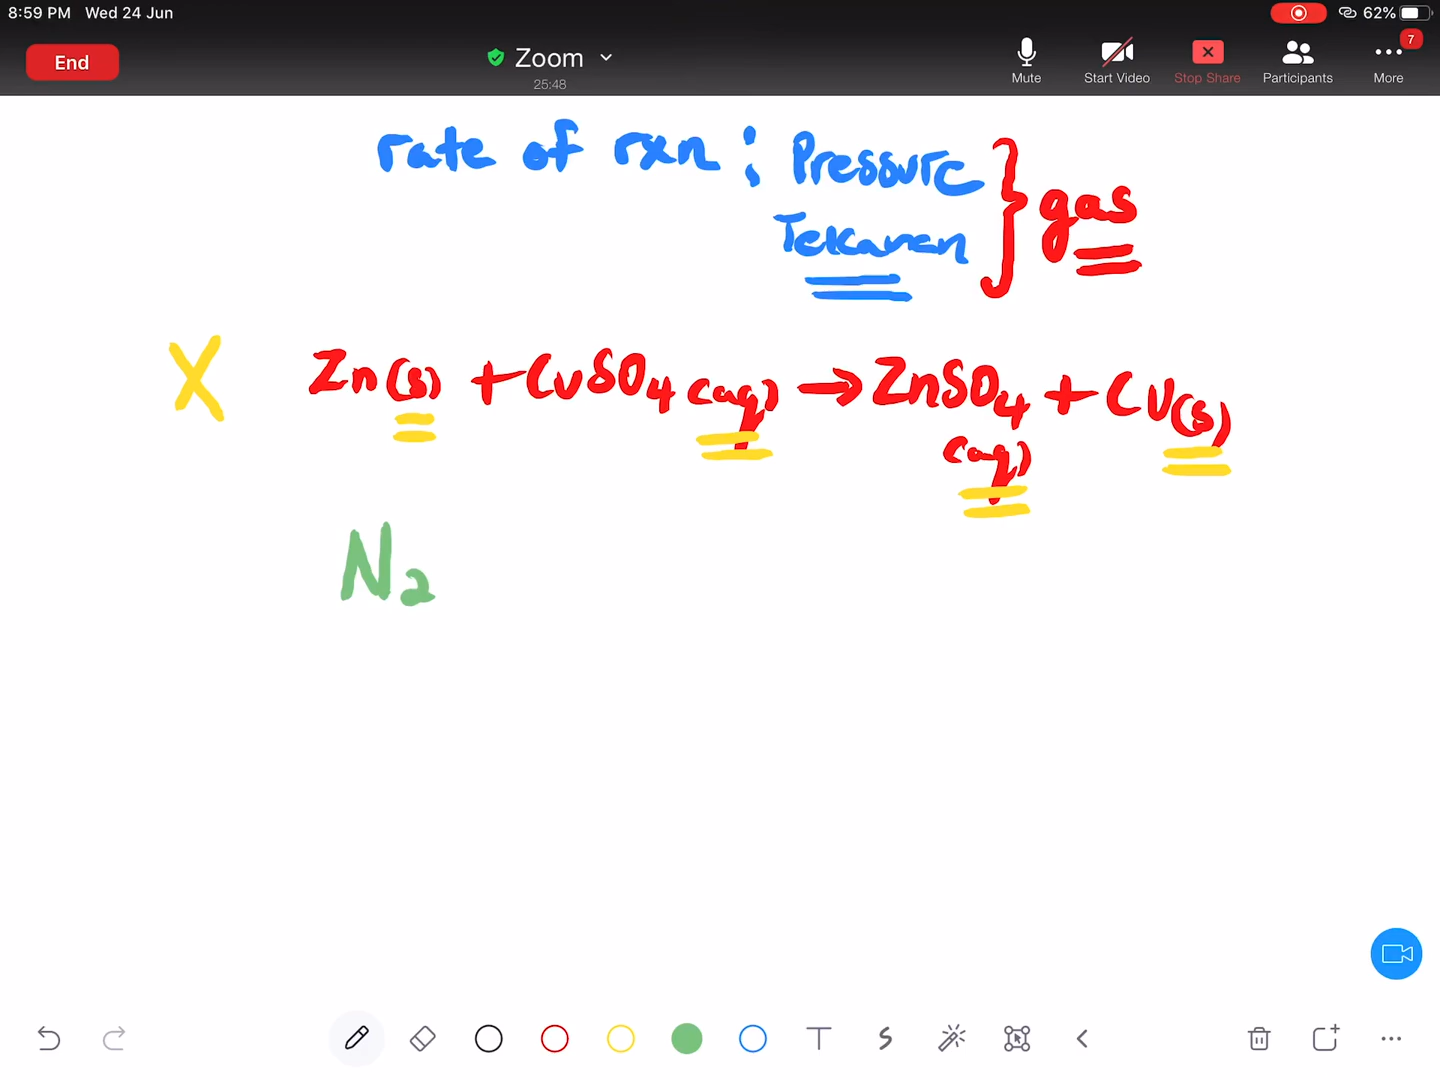 8:59 PM Wed 24 Jun
62%
End
Zoom
25:48
Mute
Start Video
Stop Share
Participants
7
More
rate of rxn : Pressure
Tekanan
gas
X Zn(s) + CuSO4 (aq) → ZnSO4 + Cu(s)
(aq)
N2
T